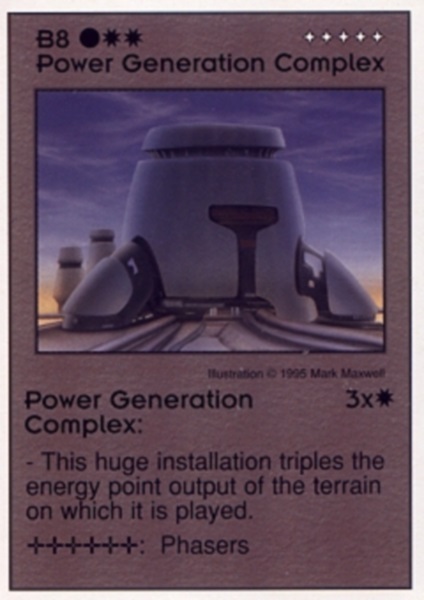 B8 ●✷✷ ✢✢✢✢✢
Power Generation Complex
Illustration © 1995 Mark Maxwell
Power Generation 3x✷
Complex:
- This huge installation triples the
energy point output of the terrain
on which it is played.
✢✢✢✢✢✢: Phasers